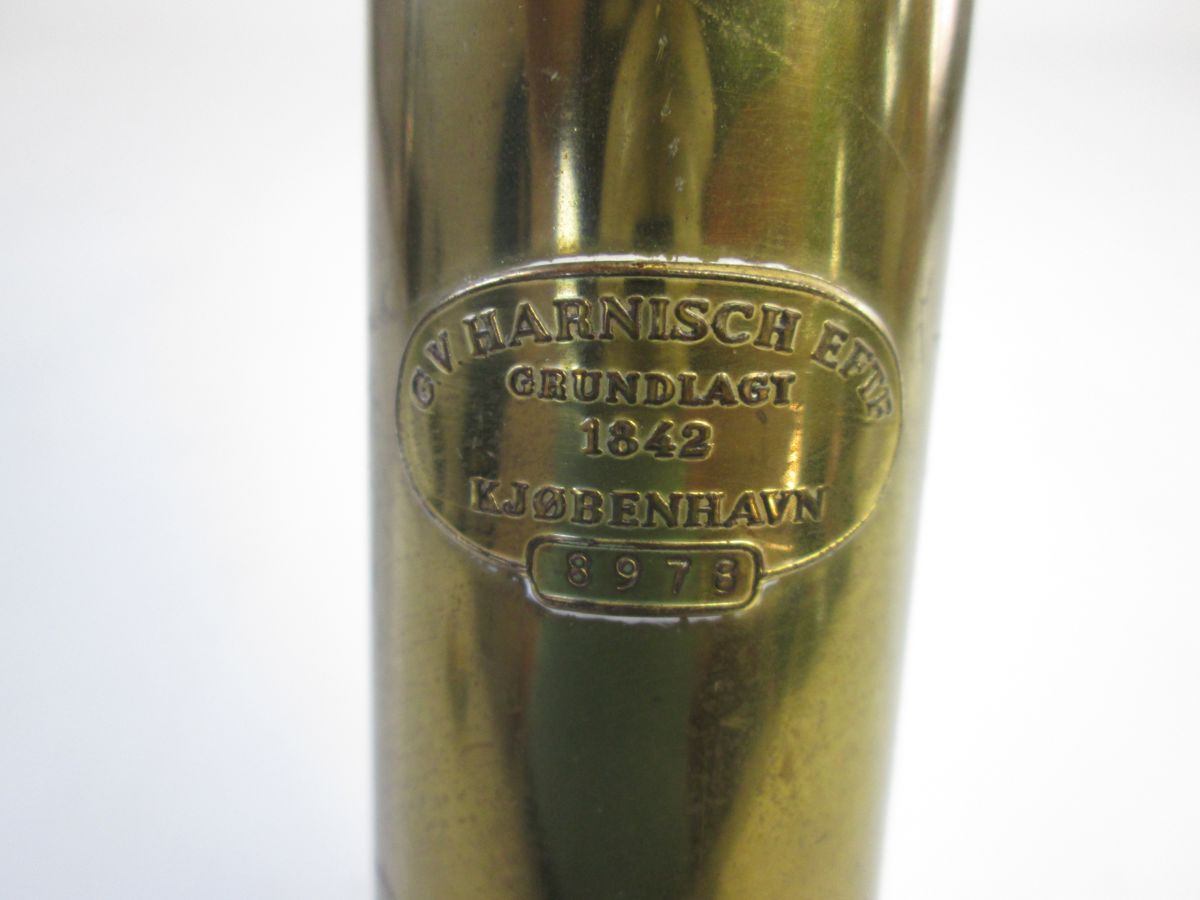 G.V. HARNISCH EFTF
GRUNDLAGT
1842
KJØBENHAVN
8978